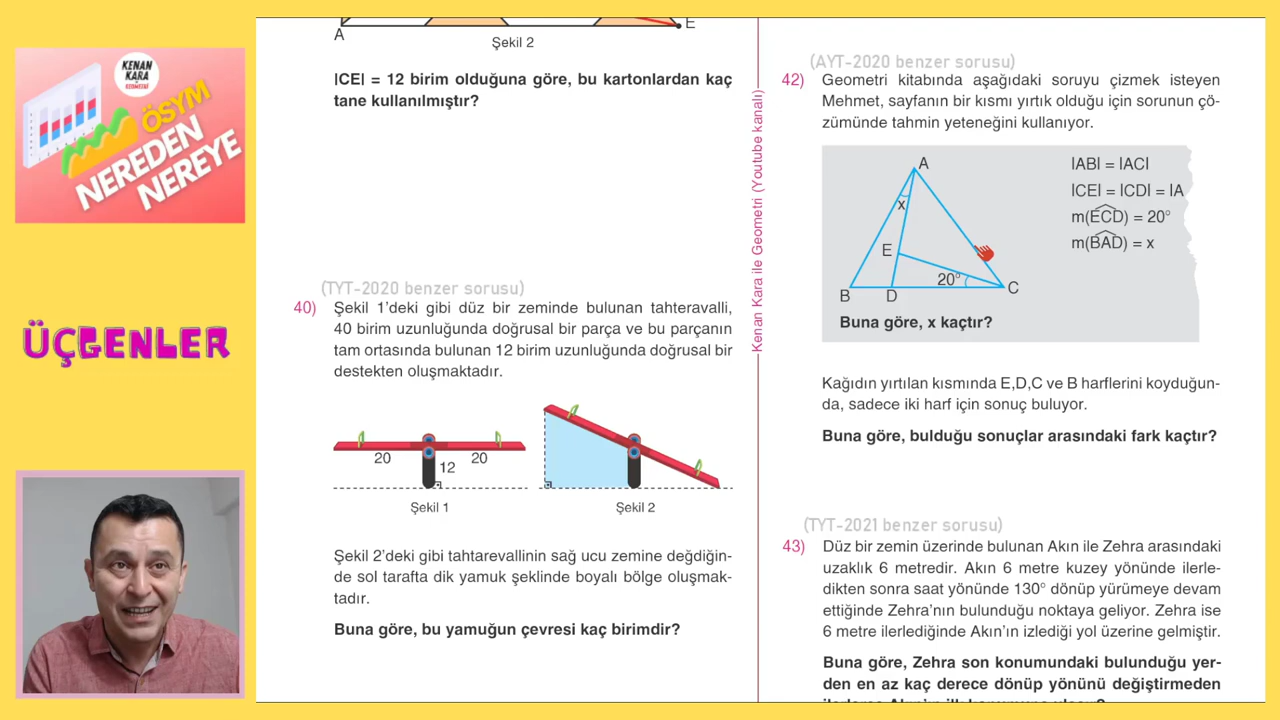 KENAN
KARA
ile GEOMETRİ
ÖSYM
NEREDEN
NEREYE
ÜÇGENLER
A
E
Şekil 2
|CE| = 12 birim olduğuna göre, bu kartonlardan kaç
tane kullanılmıştır?
(TYT-2020 benzer sorusu)
40) Şekil 1’deki gibi düz bir zeminde bulunan tahteravalli,
40 birim uzunluğunda doğrusal bir parça ve bu parçanın
tam ortasında bulunan 12 birim uzunluğunda doğrusal bir
destekten oluşmaktadır.
20
20
12
Şekil 1
Şekil 2
Şekil 2’deki gibi tahtarevallinin sağ ucu zemine değdiğin-
de sol tarafta dik yamuk şeklinde boyalı bölge oluşmak-
tadır.
Buna göre, bu yamuğun çevresi kaç birimdir?
Kenan Kara ile Geometri (Youtube kanalı)
(AYT-2020 benzer sorusu)
42) Geometri kitabında aşağıdaki soruyu çizmek isteyen
Mehmet, sayfanın bir kısmı yırtık olduğu için sorunun çö-
zümünde tahmin yeteneğini kullanıyor.
A
x
E
20°
B
D
C
|AB| = |AC|
|CE| = |CD| = |A
m(ECD) = 20°
m(BAD) = x
Buna göre, x kaçtır?
Kağıdın yırtılan kısmında E,D,C ve B harflerini koyduğun-
da, sadece iki harf için sonuç buluyor.
Buna göre, bulduğu sonuçlar arasındaki fark kaçtır?
(TYT-2021 benzer sorusu)
43) Düz bir zemin üzerinde bulunan Akın ile Zehra arasındaki
uzaklık 6 metredir. Akın 6 metre kuzey yönünde ilerle-
dikten sonra saat yönünde 130° dönüp yürümeye devam
ettiğinde Zehra’nın bulunduğu noktaya geliyor. Zehra ise
6 metre ilerlediğinde Akın’ın izlediği yol üzerine gelmiştir.
Buna göre, Zehra son konumundaki bulunduğu yer-
den en az kaç derece dönüp yönünü değiştirmeden